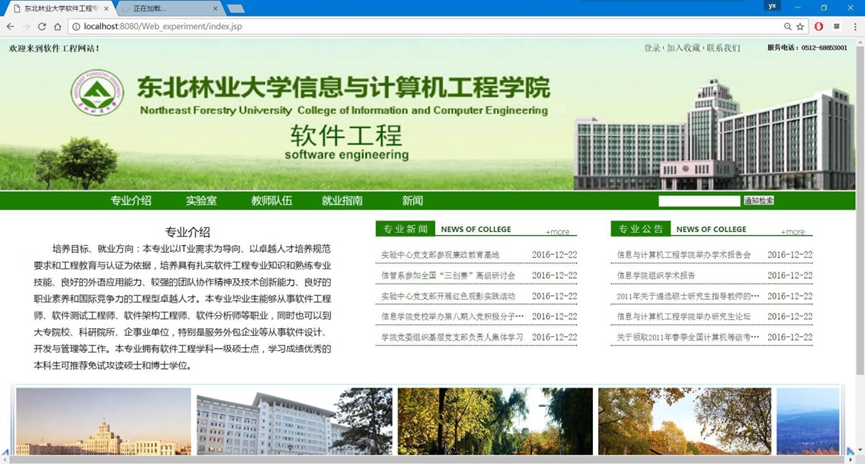 东北林业大学软件工程专
正在加载...
yx
localhost:8080/Web_experiment/index.jsp
欢迎来到软件工程网站！
登录 · 加入收藏 · 联系我们
服务电话：0512-68653001
东北林业大学信息与计算机工程学院
Northeast Forestry University College of Information and Computer Engineering
软件工程
software engineering
专业介绍 实验室 教师队伍 就业指南 新闻
通知检索
专业介绍
培养目标、就业方向：本专业以IT业需求为导向、以卓越人才培养规范
要求和工程教育与认证为依据，培养具有扎实软件工程专业知识和熟练专业
技能、良好的外语应用能力、较强的团队协作精神及技术创新能力、良好的
职业素养和国际竞争力的工程型卓越人才。本专业毕业生能够从事软件工程
师、软件测试工程师、软件架构工程师、软件分析师等职业，同时也可以到
大专院校、科研院所、企事业单位，特别是服务外包企业等从事软件设计、
开发与管理等工作。本专业拥有软件工程学科一级硕士点，学习成绩优秀的
本科生可推荐免试攻读硕士和博士学位。
专业新闻 NEWS OF COLLEGE +more
实验中心党支部参观廉政教育基地 2016-12-22
信管系参加全国“三创赛”高级研讨会 2016-12-22
实验中心党支部开展红色观影实践活动 2016-12-22
信息学院党校举办第八期入党积极分子… 2016-12-22
学院党委组织基层党支部负责人集体学习 2016-12-22
专业公告 NEWS OF COLLEGE +more
信息与计算机工程学院举办学术报告会 2016-12-22
信息学院组织学术报告 2016-12-22
2011年关于遴选硕士研究生指导教师的… 2016-12-22
信息与计算机工程学院举办研究生论坛 2016-12-22
关于领取2011年春季全国计算机等级考… 2016-12-22